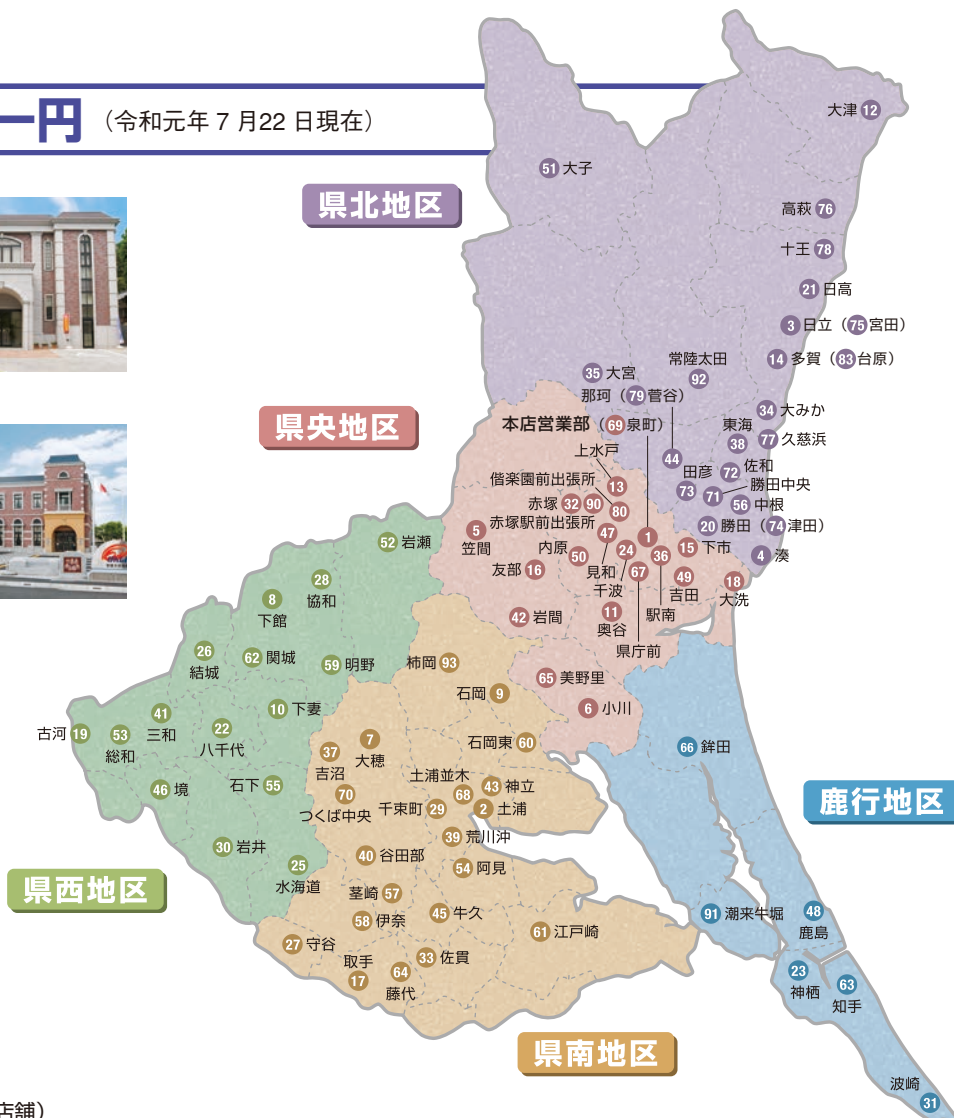 一円 （令和元年7月22日現在）
県北地区
大津 12
51 大子
高萩 76
十王 78
21 日高
3 日立（75 宮田）
14 多賀（83 台原）
常陸太田
92
35 大宮
那珂（79 菅谷）
44
34 大みか
東海
38
77 久慈浜
田彦
73
72 佐和
71 勝田中央
56 中根
20 勝田（74 津田）
4 湊
県央地区
本店営業部（69 泉町）
1
上水戸
13
偕楽園前出張所
80
赤塚 32 90
赤塚駅前出張所
47
見和
5
笠間
内原 50
友部 16
24
千波
67
県庁前
36
駅南
15 下市
49
吉田
18
大洗
42 岩間
11
奥谷
65 美野里
6 小川
52 岩瀬
28
協和
8
下館
26
結城
62 関城
59 明野
10 下妻
41
三和
古河 19
53
総和
22
八千代
46 境
石下 55
30 岩井
25
水海道
県西地区
柿岡 93
石岡 9
石岡東 60
7
大穂
37
吉沼
70
つくば中央
土浦並木
68
43 神立
千束町 29
2 土浦
39 荒川沖
40 谷田部
54 阿見
茎崎 57
58 伊奈
45 牛久
61 江戸崎
27 守谷
取手
17
64
藤代
33 佐貫
県南地区
66 鉾田
鹿行地区
91 潮来牛堀
48
鹿島
23
神栖
63
知手
波崎
31
店舗）